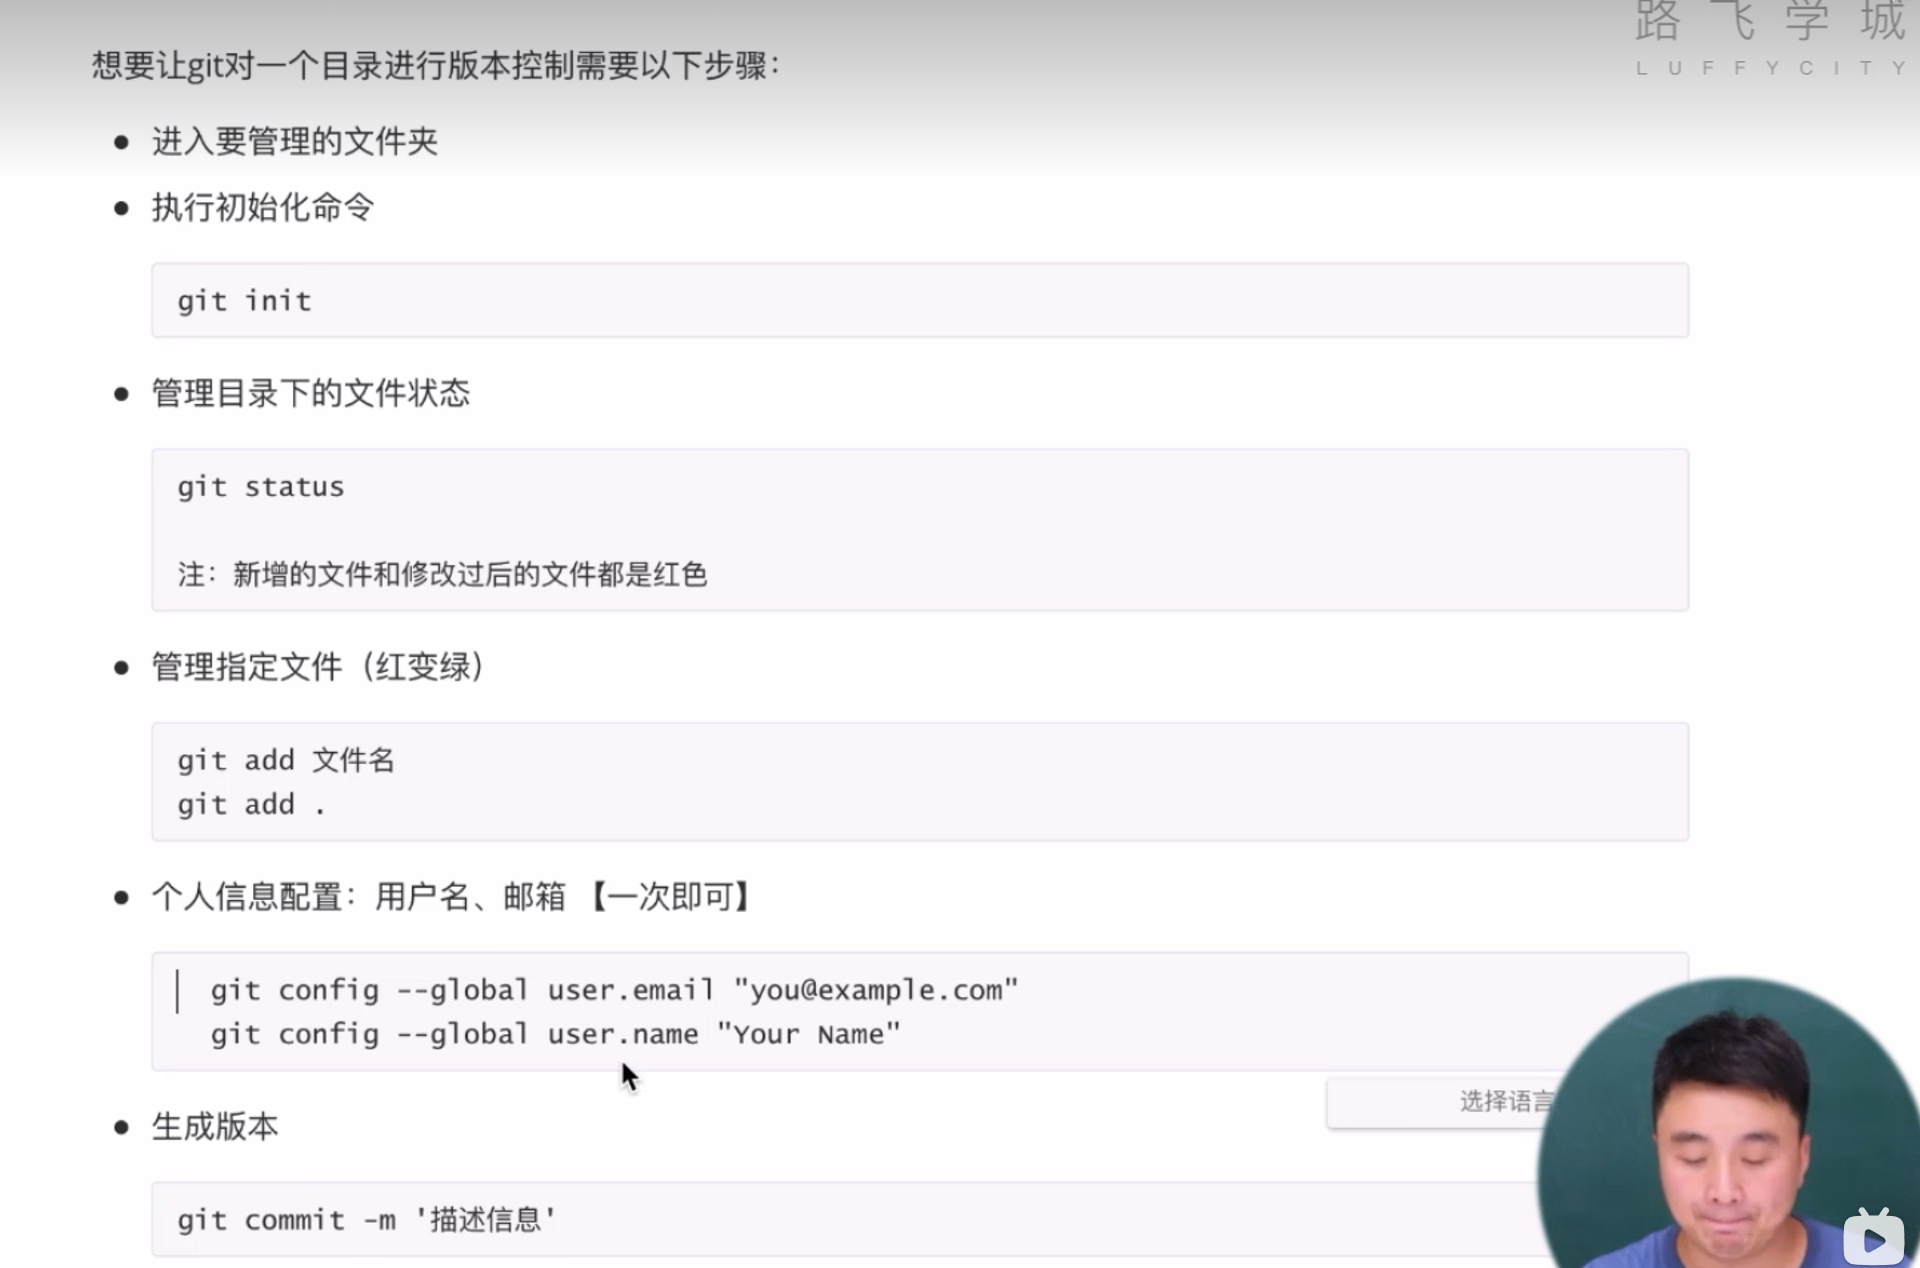 路飞学城
LUFFYCITY
想要让git对一个目录进行版本控制需要以下步骤：
进入要管理的文件夹
执行初始化命令
git init
管理目录下的文件状态
git status
注：新增的文件和修改过后的文件都是红色
管理指定文件（红变绿）
git add 文件名
git add .
个人信息配置：用户名、邮箱 【一次即可】
git config --global user.email "you@example.com"
git config --global user.name "Your Name"
选择语言
生成版本
git commit -m '描述信息'